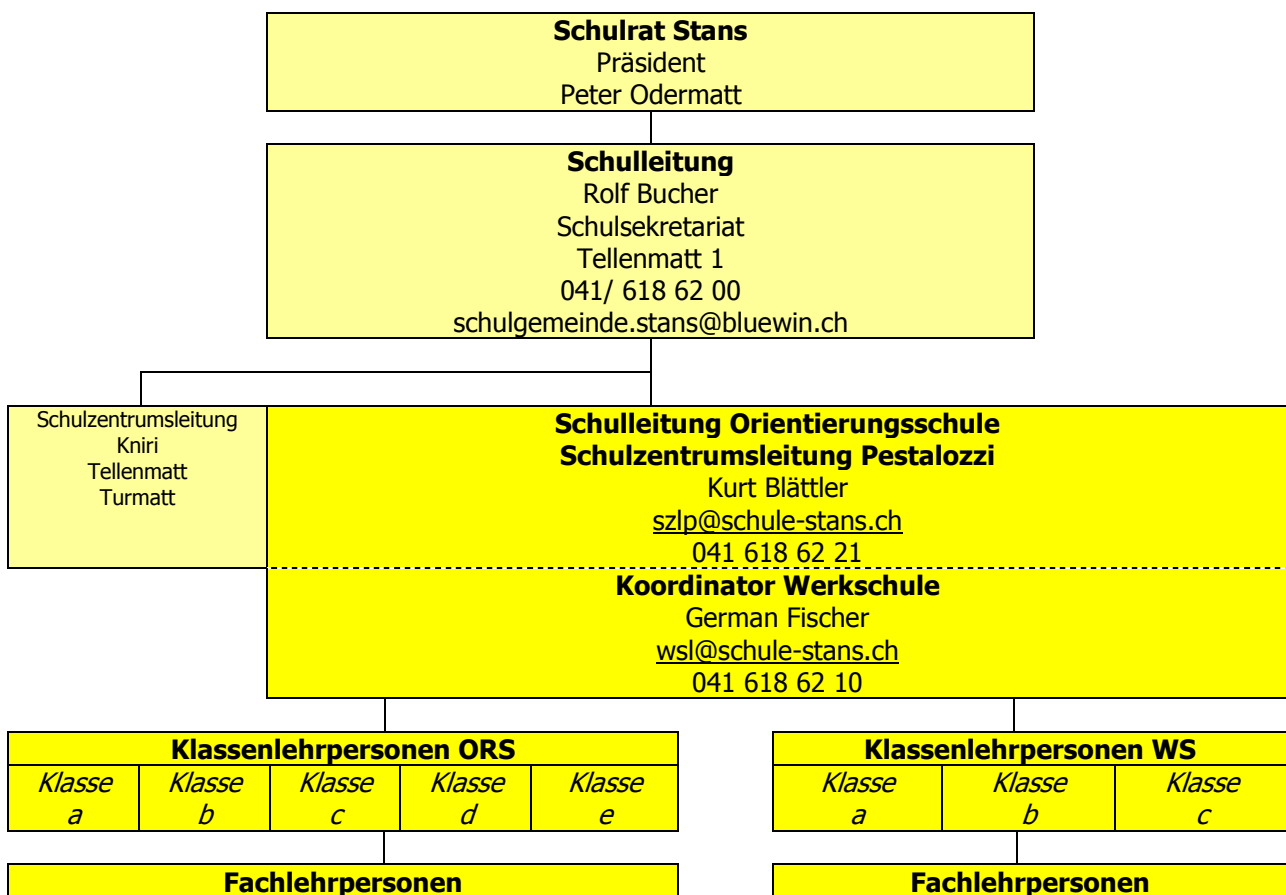 Schulrat Stans
Präsident
Peter Odermatt
Schulleitung
Rolf Bucher
Schulsekretariat
Tellenmatt 1
041/ 618 62 00
schulgemeinde.stans@bluewin.ch
Schulzentrumsleitung
Kniri
Tellenmatt
Turmatt
Schulleitung Orientierungsschule
Schulzentrumsleitung Pestalozzi
Kurt Blättler
szlp@schule-stans.ch
041 618 62 21
Koordinator Werkschule
German Fischer
wsl@schule-stans.ch
041 618 62 10
Klassenlehrpersonen ORS
Klasse a
Klasse b
Klasse c
Klasse d
Klasse e
Fachlehrpersonen
Klassenlehrpersonen WS
Klasse a
Klasse b
Klasse c
Fachlehrpersonen